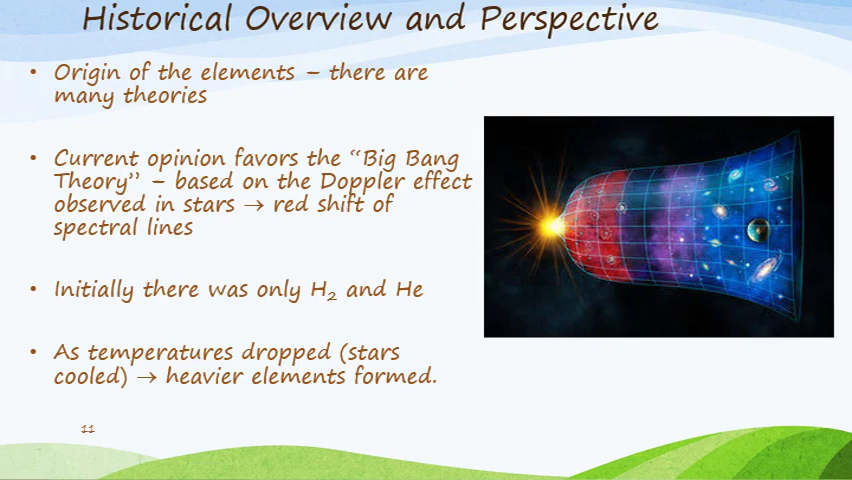 Historical Overview and Perspective
• Origin of the elements – there are
many theories
• Current opinion favors the “Big Bang
Theory” – based on the Doppler effect
observed in stars → red shift of
spectral lines
• Initially there was only H₂ and He
• As temperatures dropped (stars
cooled) → heavier elements formed.
11